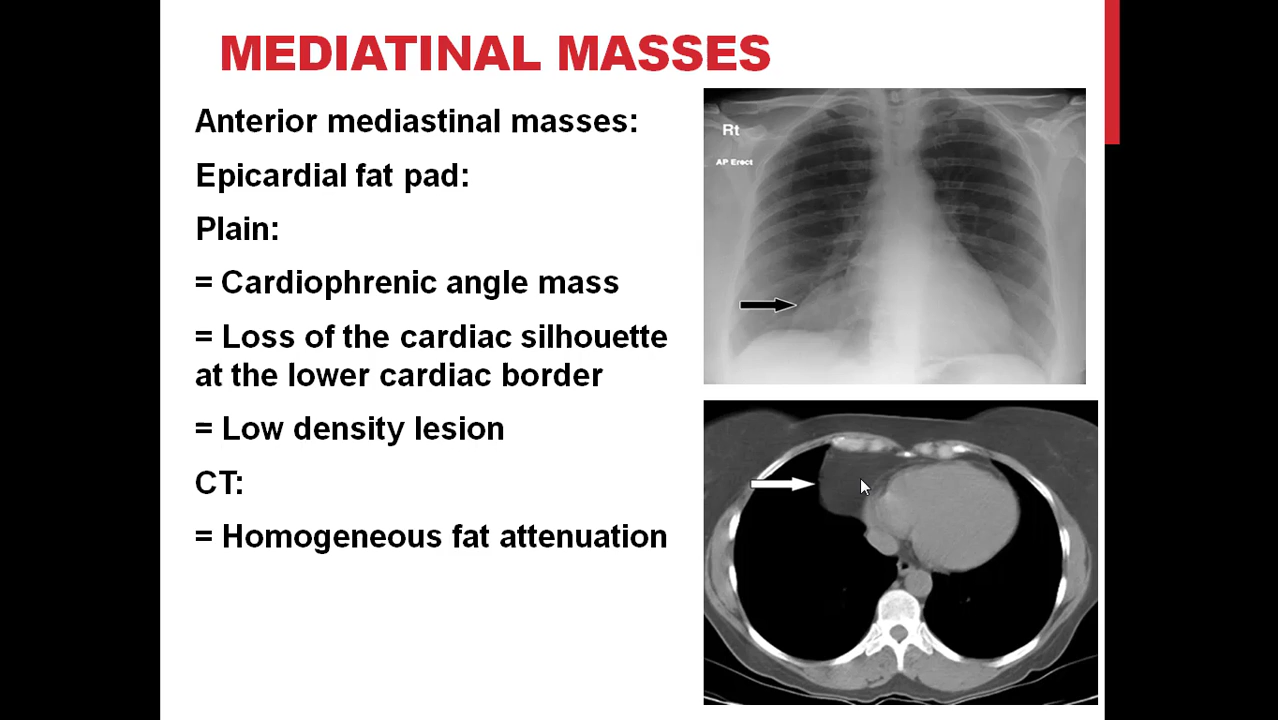 MEDIATINAL MASSES
Anterior mediastinal masses:
Epicardial fat pad:
Plain:
= Cardiophrenic angle mass
= Loss of the cardiac silhouette
at the lower cardiac border
= Low density lesion
CT:
= Homogeneous fat attenuation
Rt
AP Erect